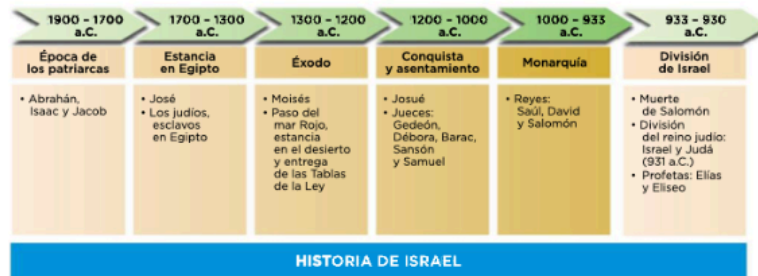 1900 – 1700
a.C.
Época de
los patriarcas
• Abrahán,
Isaac y Jacob
1700 – 1300
a.C.
Estancia
en Egipto
• José
• Los judíos,
esclavos
en Egipto
1300 – 1200
a.C.
Éxodo
• Moisés
• Paso del
mar Rojo,
estancia
en el desierto
y entrega
de las Tablas
de la Ley
1200 – 1000
a.C.
Conquista
y asentamiento
• Josué
• Jueces:
Gedeón,
Débora, Barac,
Sansón
y Samuel
1000 – 933
a.C.
Monarquía
• Reyes:
Saúl, David
y Salomón
933 – 930
a.C.
División
de Israel
• Muerte
de Salomón
• División
del reino judío:
Israel y Judá
(931 a.C.)
• Profetas: Elías
y Eliseo
HISTORIA DE ISRAEL